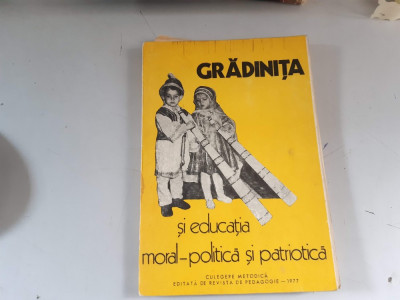 GRĂDINIȚA
și educația
moral-politică și patriotică
CULEGERE METODICĂ
EDITATĂ DE REVISTA DE PEDAGOGIE - 1977